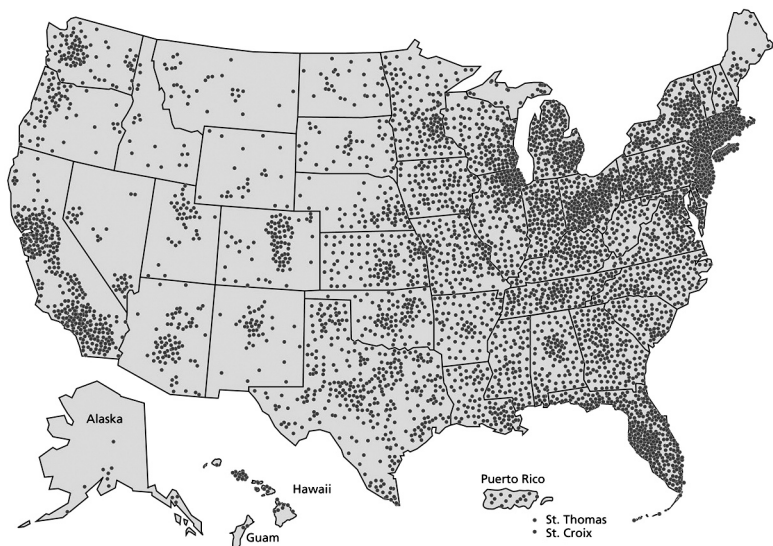 Alaska
Hawaii
Guam
Puerto Rico
St. Thomas
St. Croix